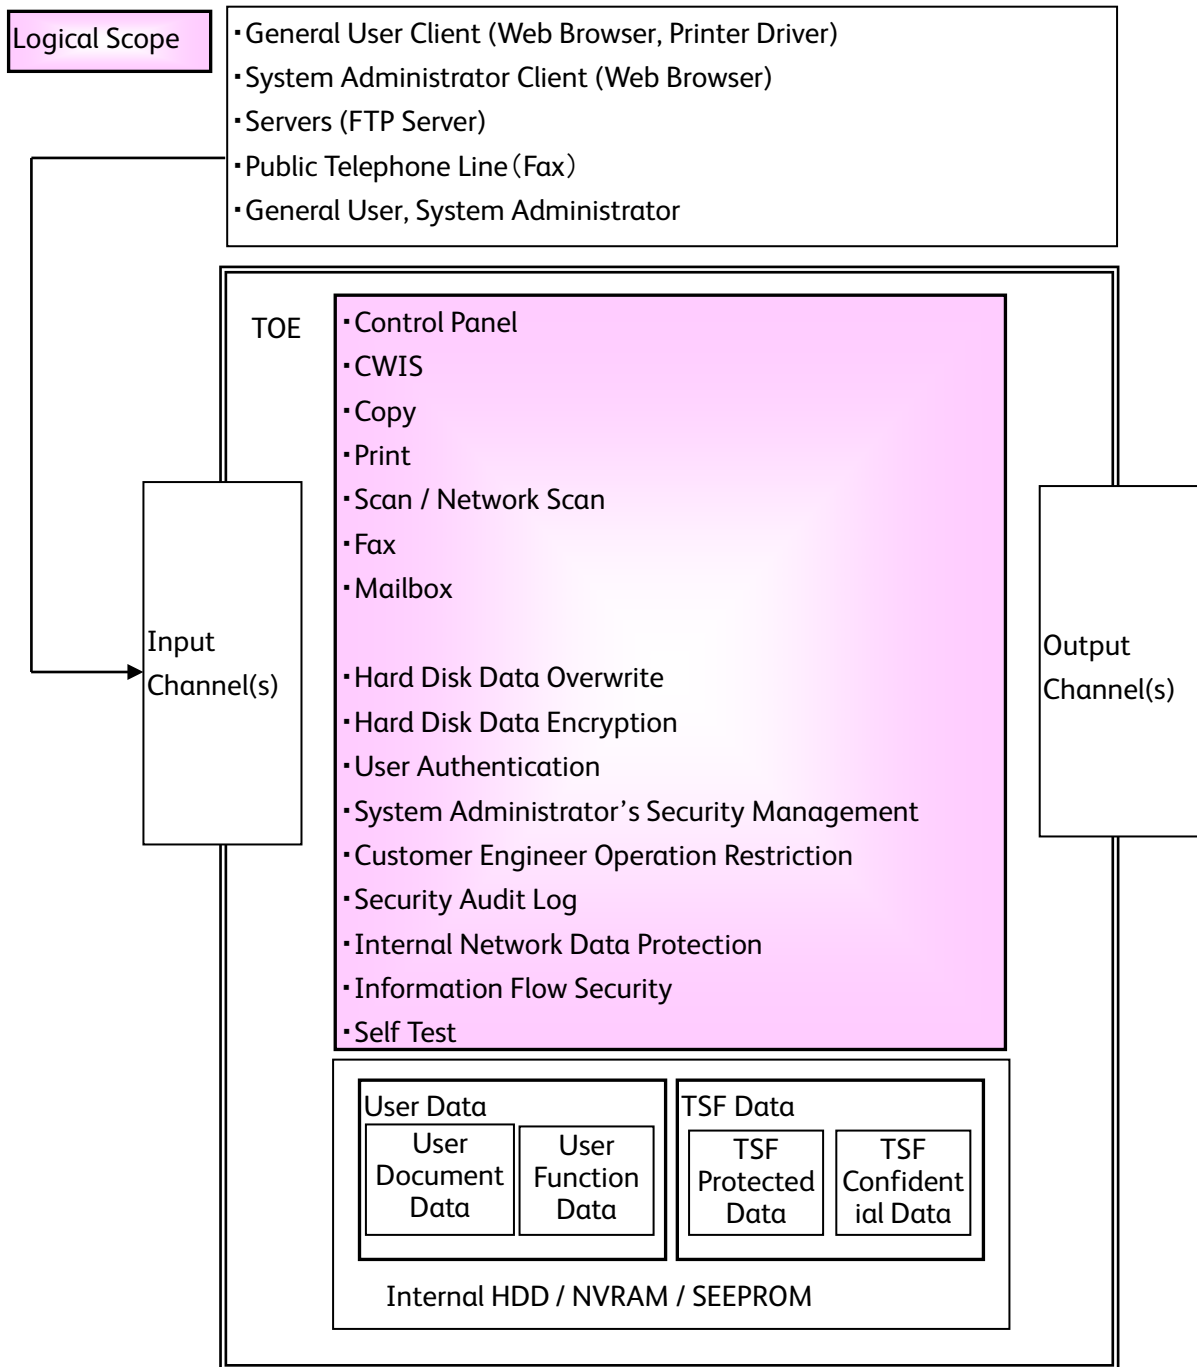 Logical Scope
・General User Client (Web Browser, Printer Driver)
・System Administrator Client (Web Browser)
・Servers (FTP Server)
・Public Telephone Line（Fax）
・General User, System Administrator
TOE
・Control Panel
・CWIS
・Copy
・Print
・Scan / Network Scan
・Fax
・Mailbox
Input
Channel(s)
Output
Channel(s)
・Hard Disk Data Overwrite
・Hard Disk Data Encryption
・User Authentication
・System Administrator’s Security Management
・Customer Engineer Operation Restriction
・Security Audit Log
・Internal Network Data Protection
・Information Flow Security
・Self Test
User Data
User
Document
Data
User
Function
Data
TSF Data
TSF
Protected
Data
TSF
Confident
ial Data
Internal HDD / NVRAM / SEEPROM